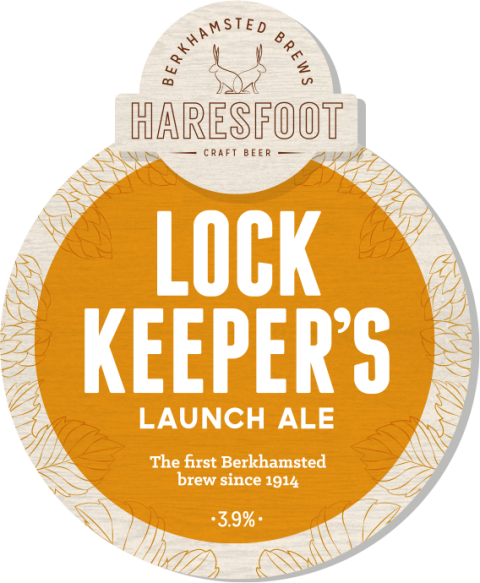 BERKHAMSTED BREWS
HARESFOOT
CRAFT BEER
LOCK
KEEPER'S
LAUNCH ALE
The first Berkhamsted
brew since 1914
·3.9%·